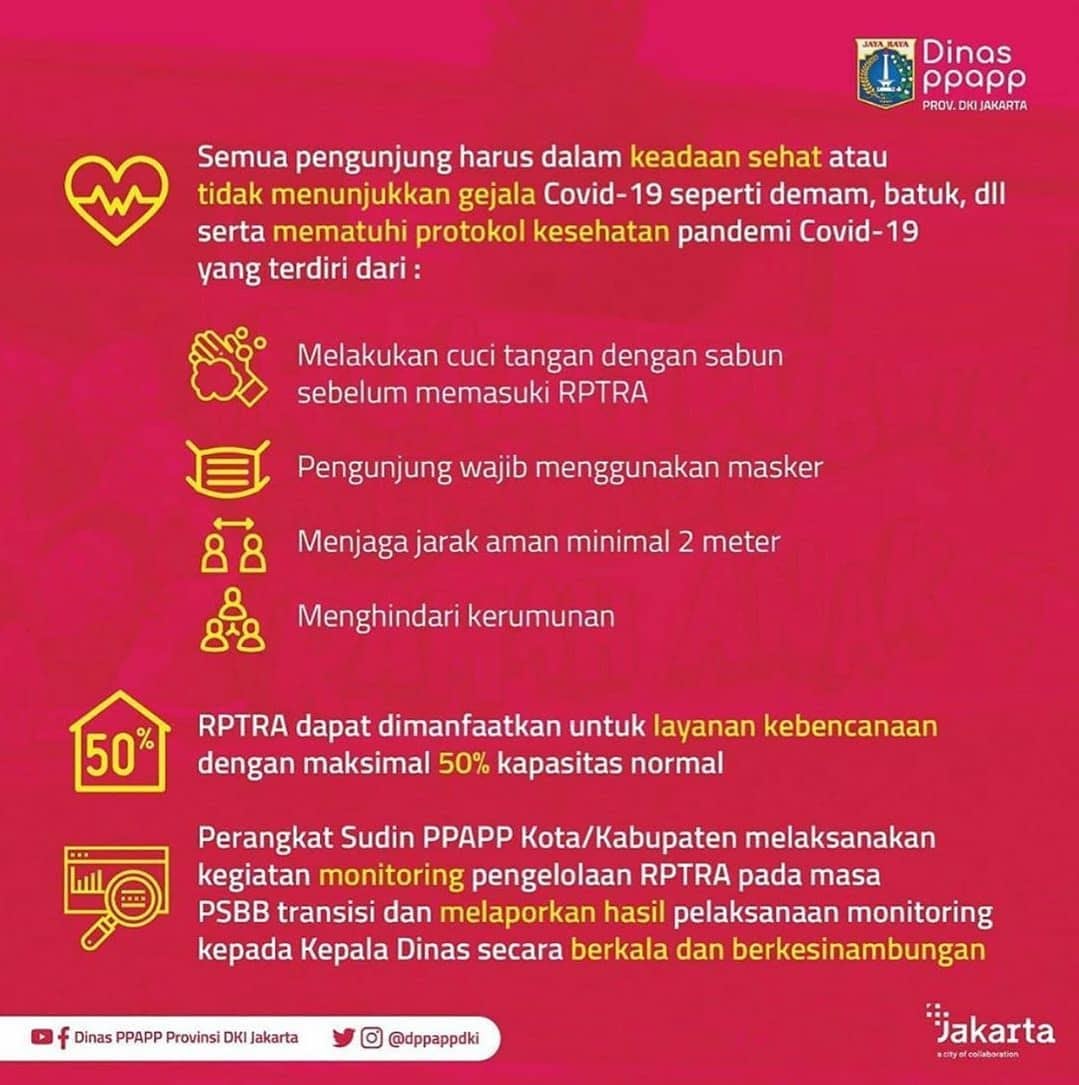 JAYA RAYA
Dinas
ppapp
PROV. DKI JAKARTA
Semua pengunjung harus dalam keadaan sehat atau
tidak menunjukkan gejala Covid-19 seperti demam, batuk, dll
serta mematuhi protokol kesehatan pandemi Covid-19
yang terdiri dari :
Melakukan cuci tangan dengan sabun
sebelum memasuki RPTRA
Pengunjung wajib menggunakan masker
Menjaga jarak aman minimal 2 meter
Menghindari kerumunan
50%
RPTRA dapat dimanfaatkan untuk layanan kebencanaan
dengan maksimal 50% kapasitas normal
Perangkat Sudin PPAPP Kota/Kabupaten melaksanakan
kegiatan monitoring pengelolaan RPTRA pada masa
PSBB transisi dan melaporkan hasil pelaksanaan monitoring
kepada Kepala Dinas secara berkala dan berkesinambungan
Dinas PPAPP Provinsi DKI Jakarta
@dppappdki
Jakarta
a city of collaboration